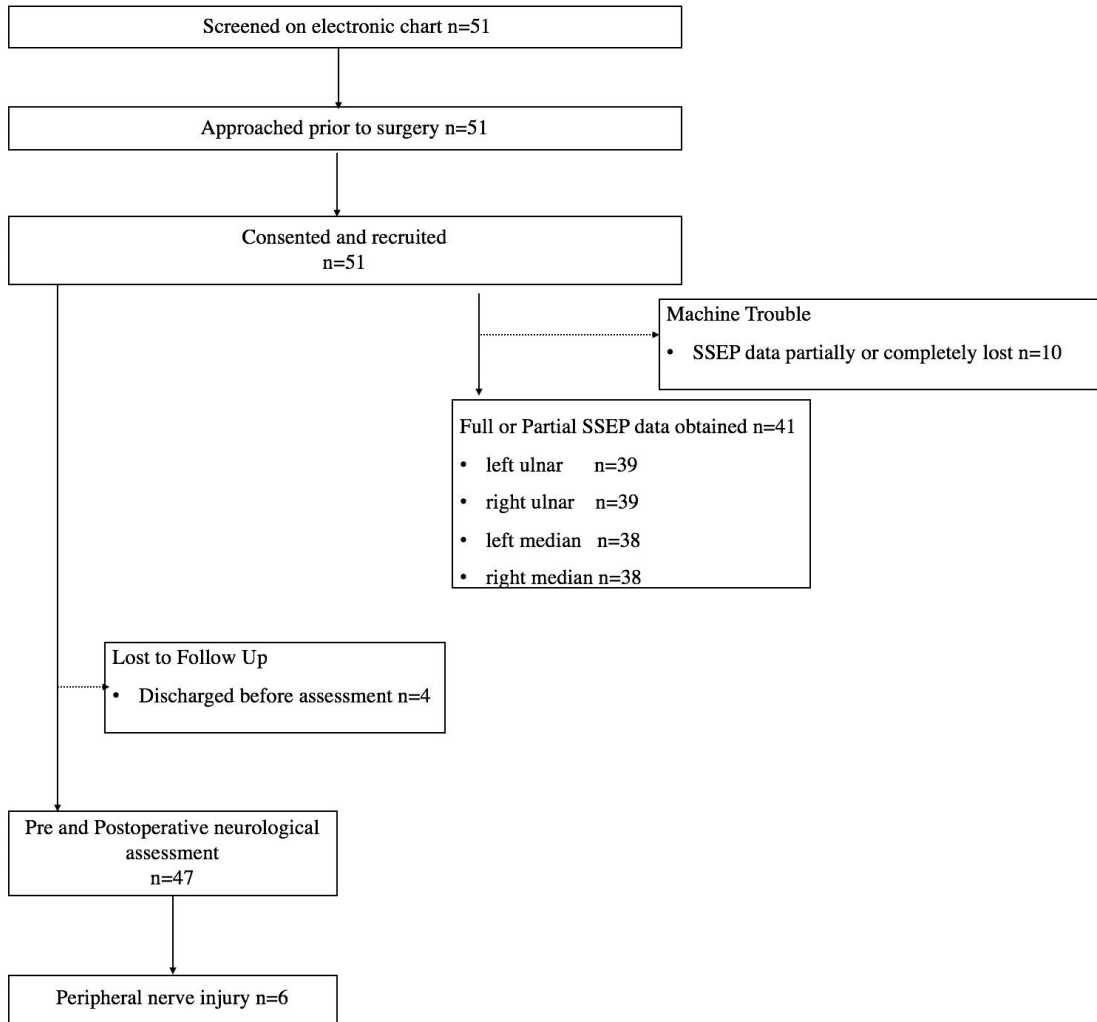 Screened on electronic chart n=51
Approached prior to surgery n=51
Consented and recruited
n=51
Machine Trouble
• SSEP data partially or completely lost n=10
Full or Partial SSEP data obtained n=41
• left ulnar n=39
• right ulnar n=39
• left median n=38
• right median n=38
Lost to Follow Up
• Discharged before assessment n=4
Pre and Postoperative neurological
assessment
n=47
Peripheral nerve injury n=6